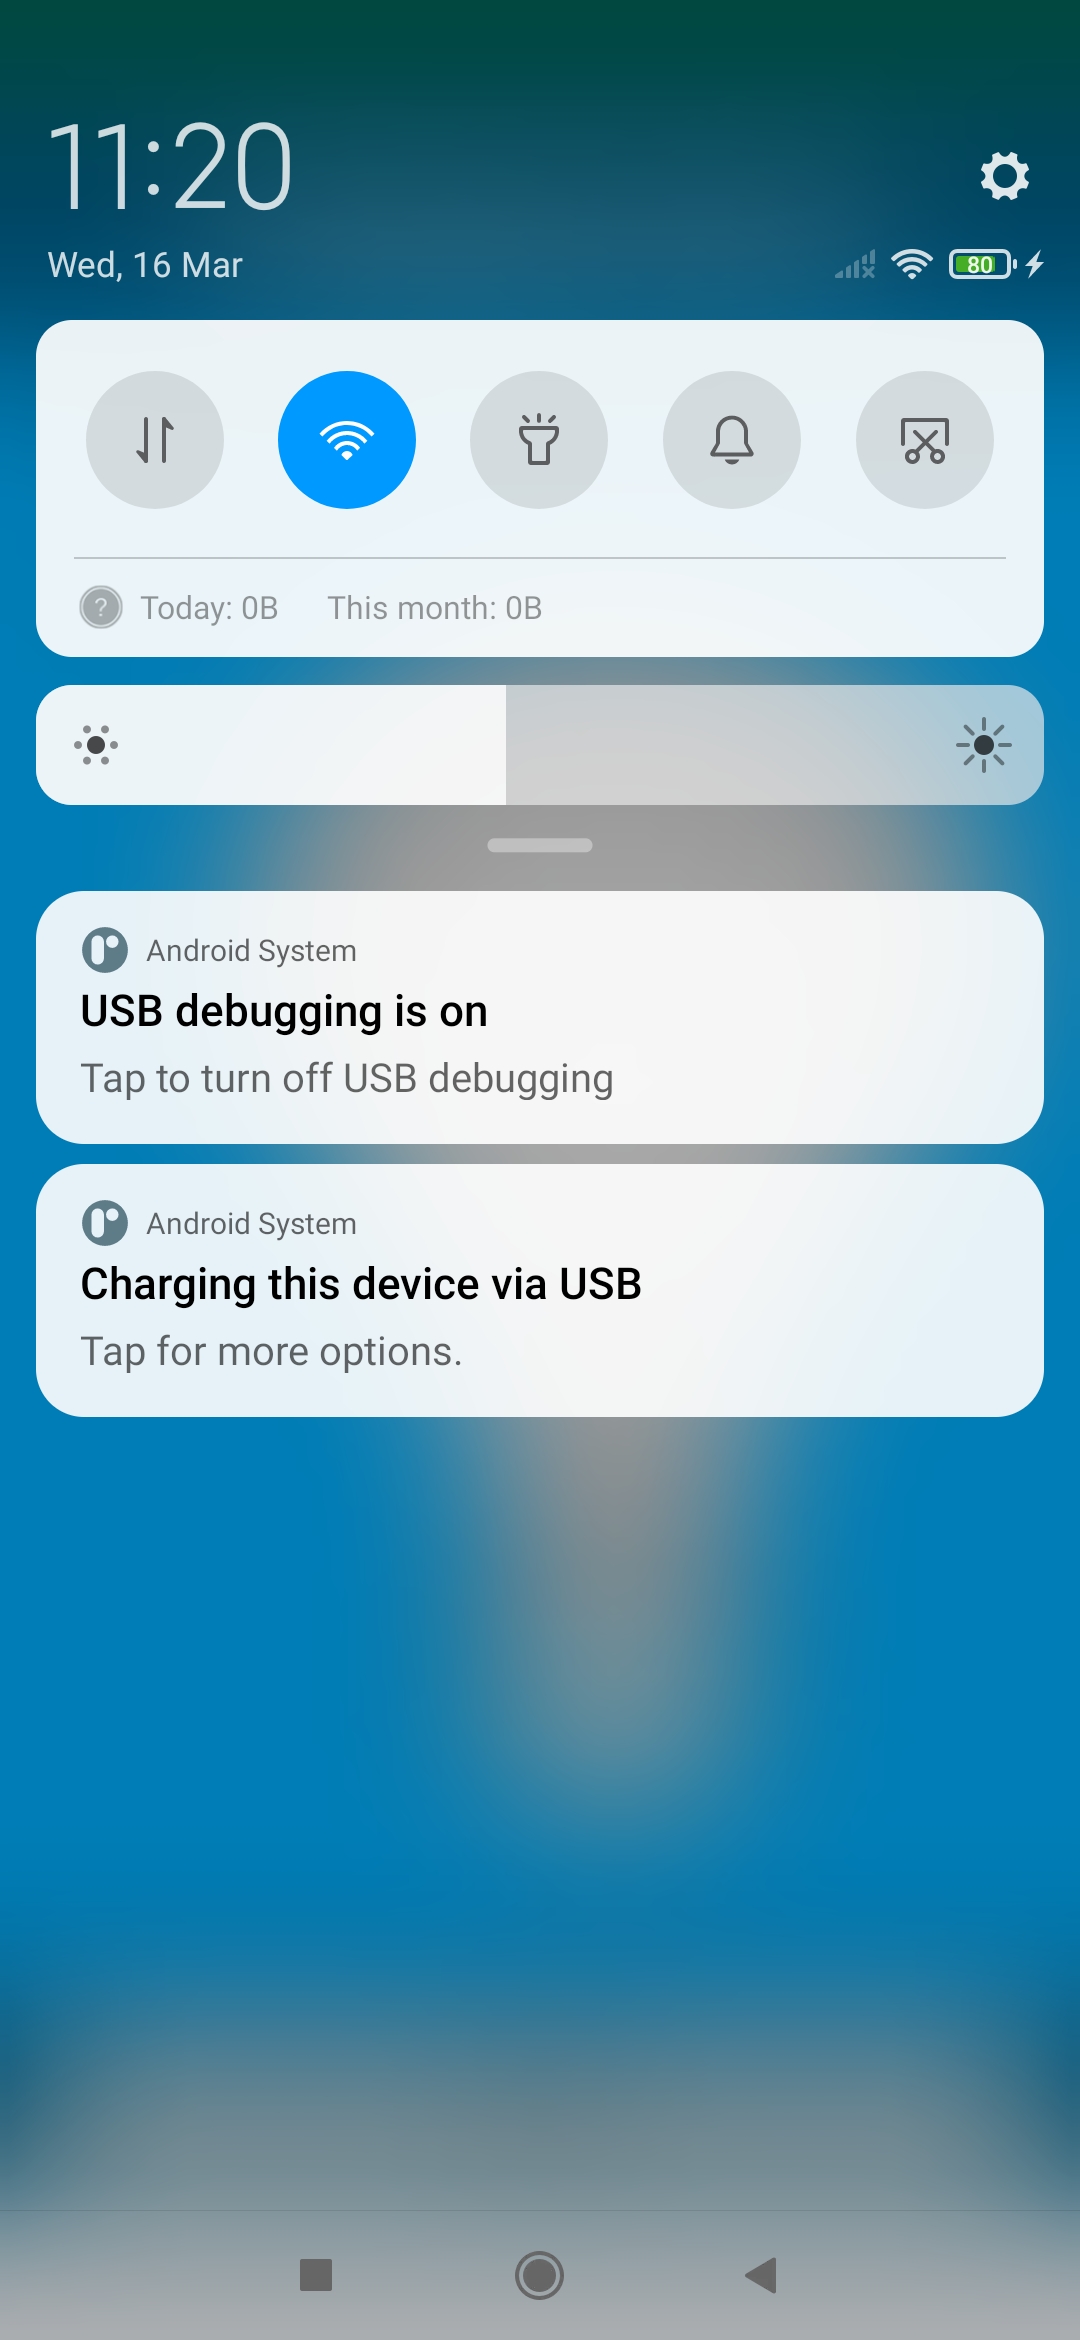 11:20
Wed, 16 Mar
80
? Today: 0B This month: 0B
Android System
USB debugging is on
Tap to turn off USB debugging
Android System
Charging this device via USB
Tap for more options.